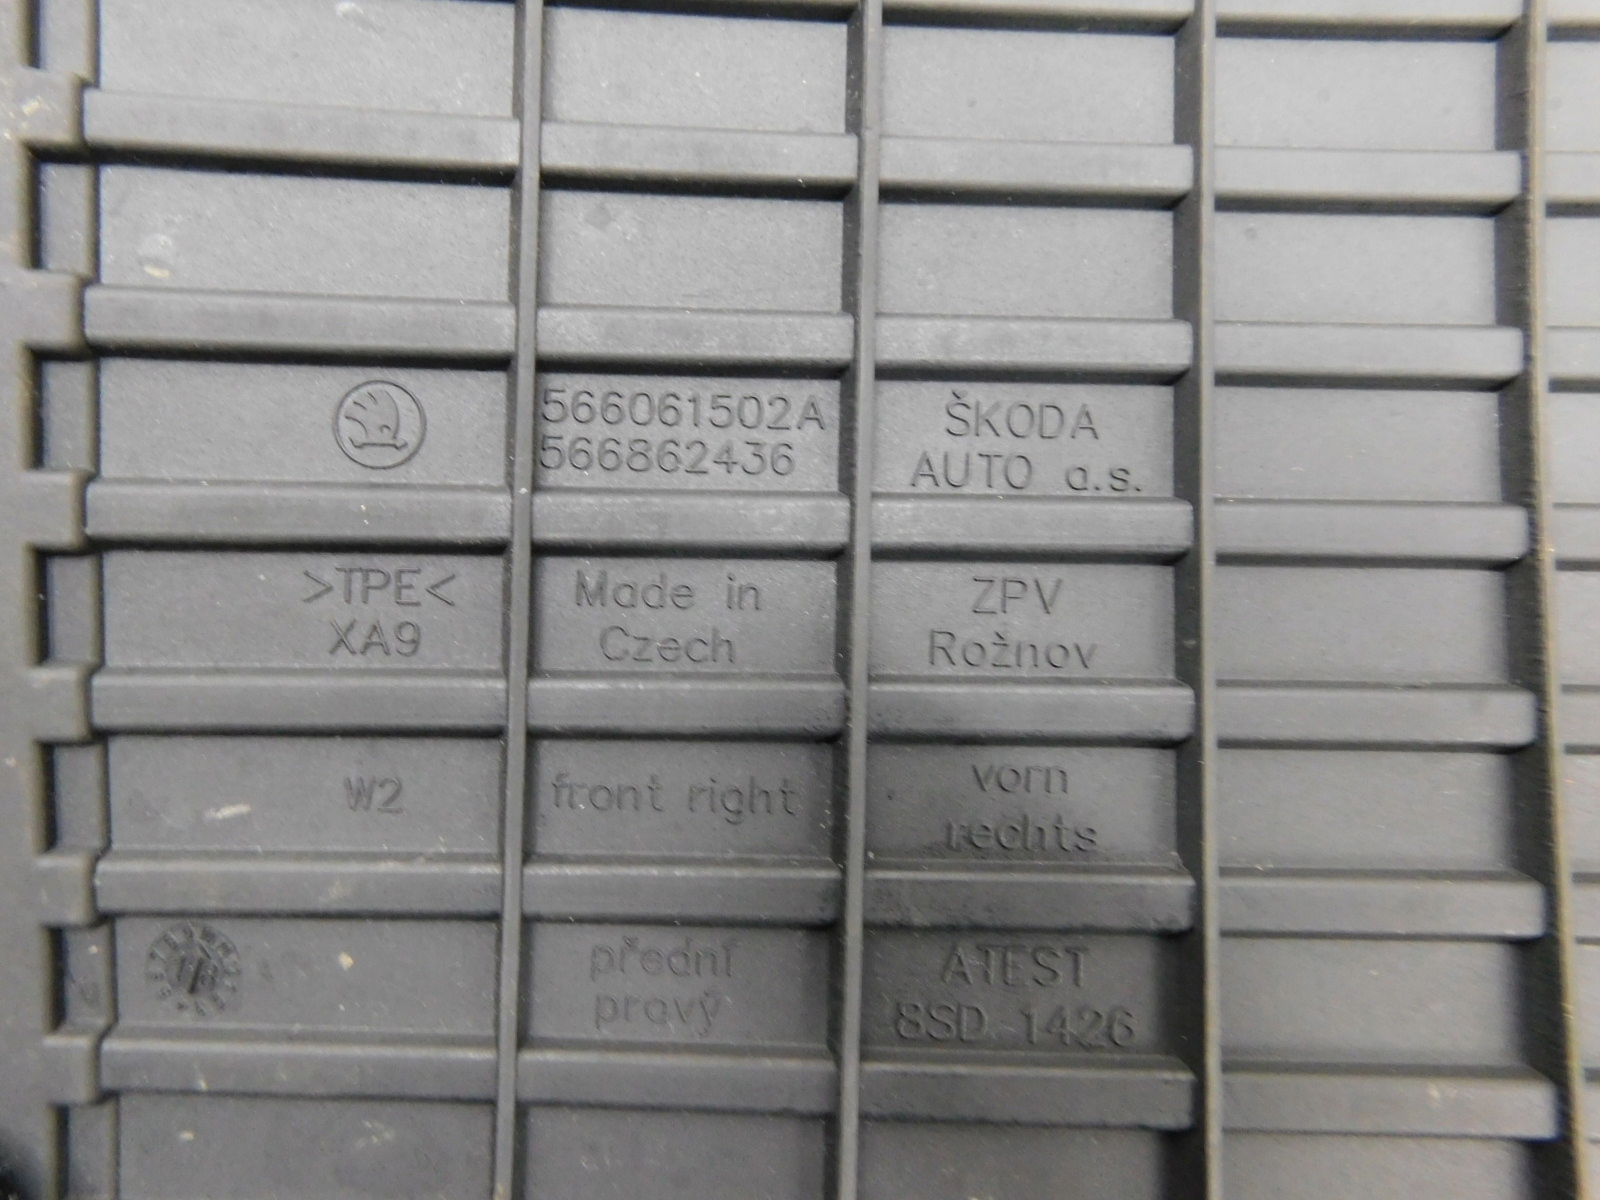 566061502A
566862436
ŠKODA
AUTO a.s.
>TPE<
XA9
Made in
Czech
ZPV
Rožnov
W2
front right
vorn
rechts
přední
pravý
ATEST
8SD 1426